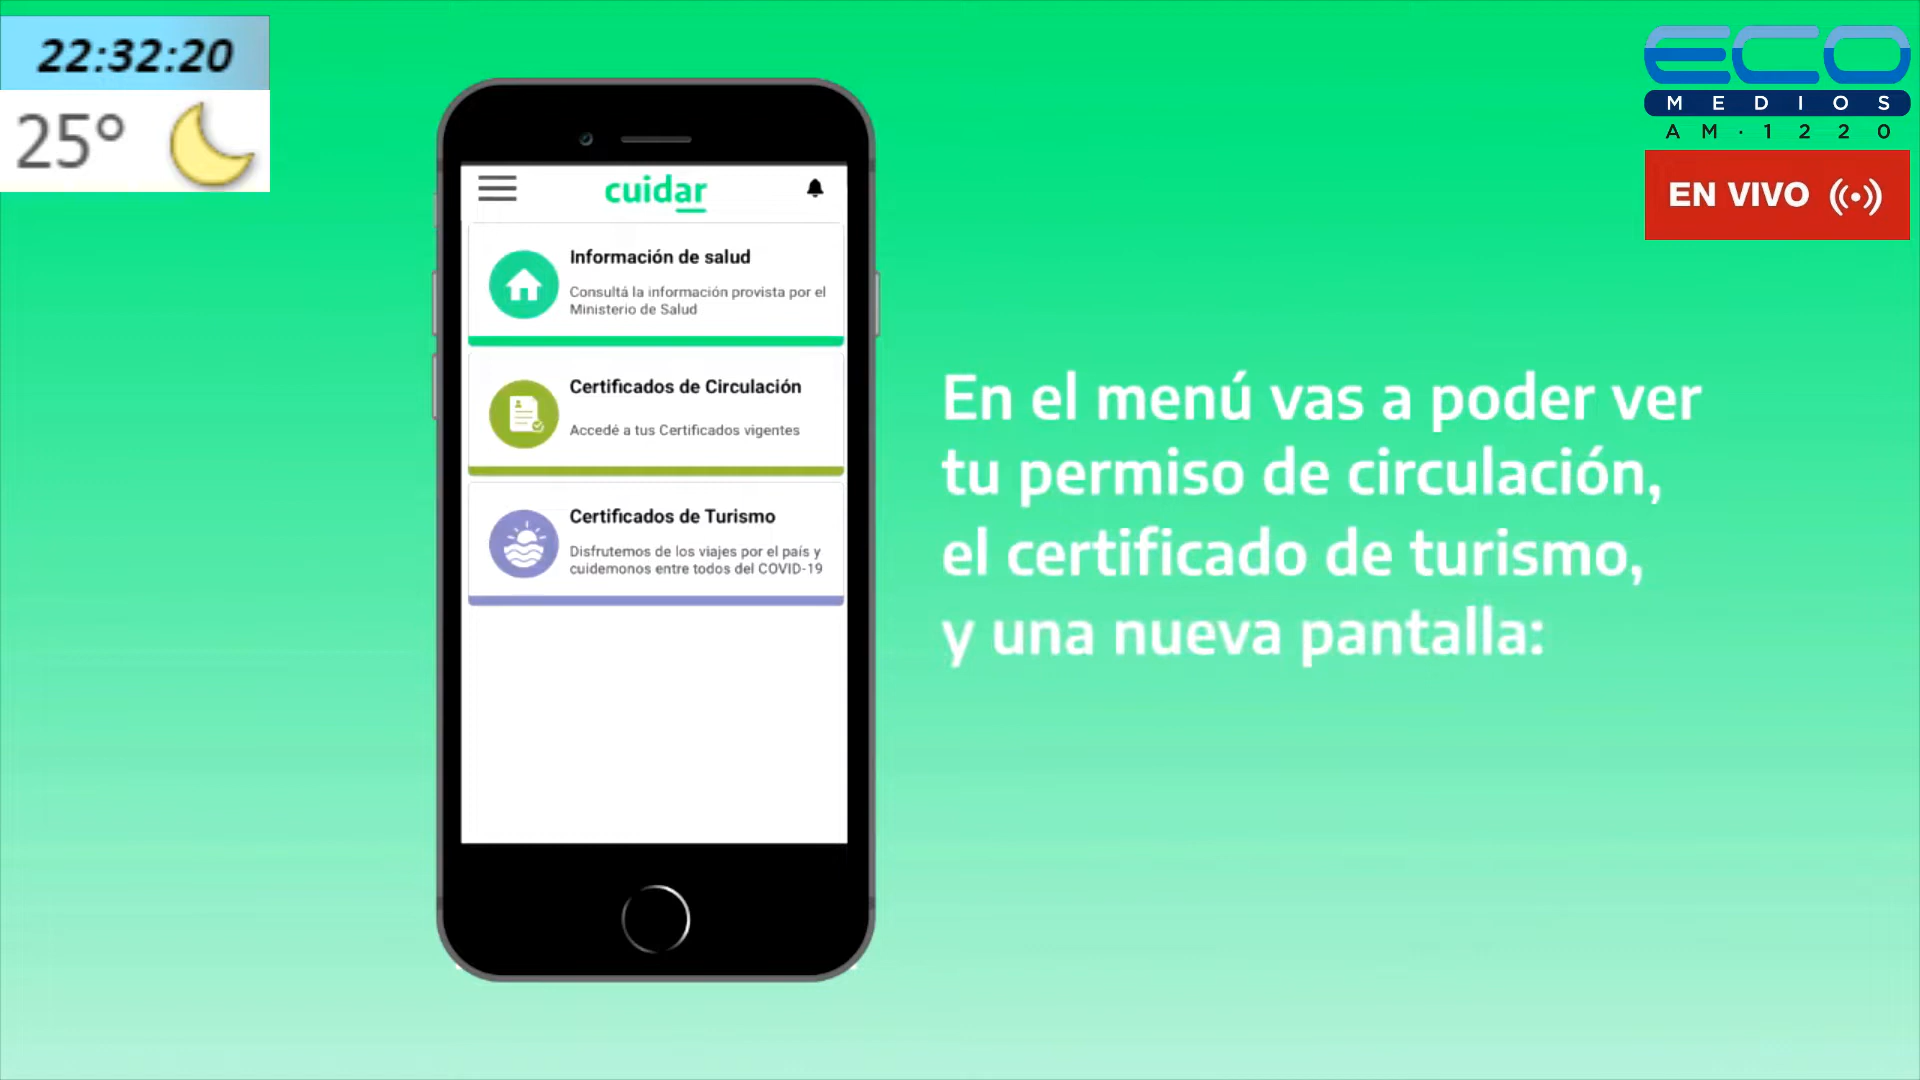 22:32:20
25°
ECO
MEDIOS
AM·1220
EN VIVO
cuidar
Información de salud
Consultá la información provista por el
Ministerio de Salud
Certificados de Circulación
Accedé a tus Certificados vigentes
Certificados de Turismo
Disfrutemos de los viajes por el país y
cuidemonos entre todos del COVID-19
En el menú vas a poder ver
tu permiso de circulación,
el certificado de turismo,
y una nueva pantalla: